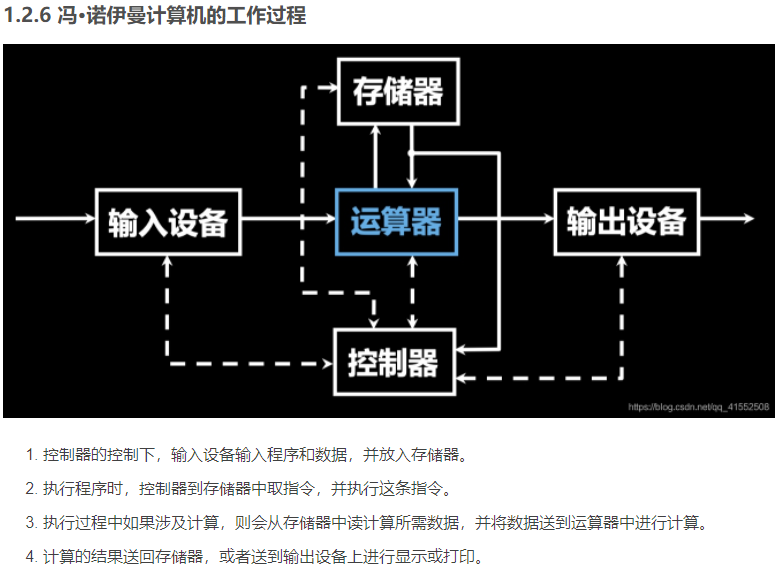 1.2.6 冯•诺伊曼计算机的工作过程
存储器
输入设备
运算器
输出设备
控制器
https://blog.csdn.net/qq_41552508
1. 控制器的控制下，输入设备输入程序和数据，并放入存储器。
2. 执行程序时，控制器到存储器中取指令，并执行这条指令。
3. 执行过程中如果涉及计算，则会从存储器中读计算所需数据，并将数据送到运算器中进行计算。
4. 计算的结果送回存储器，或者送到输出设备上进行显示或打印。